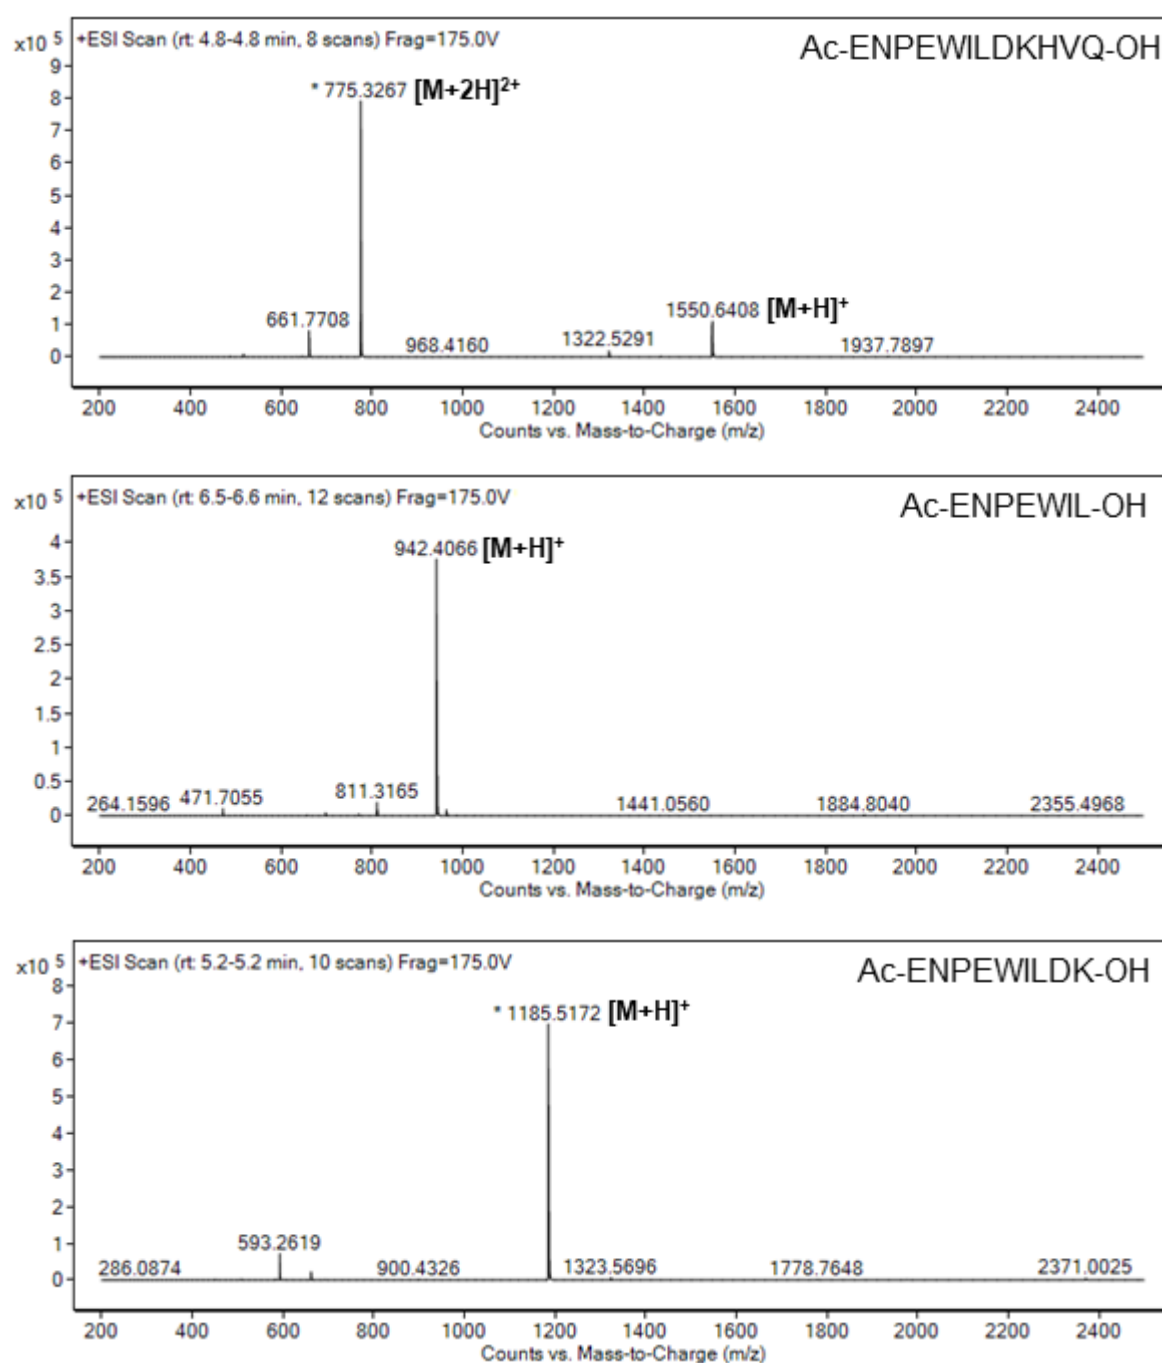 x10 5 +ESI Scan (rt: 4.8-4.8 min, 8 scans) Frag=175.0V
Ac-ENPEWILDKHVQ-OH
9
* 775.3267 [M+2H]2+
8
7
6
5
4
3
2
1550.6408 [M+H]+
661.7708
1
1322.5291
968.4160
1937.7897
0
200 400 600 800 1000 1200 1400 1600 1800 2000 2200 2400
Counts vs. Mass-to-Charge (m/z)
x10 5 +ESI Scan (rt: 6.5-6.6 min, 12 scans) Frag=175.0V
Ac-ENPEWIL-OH
4
942.4066 [M+H]+
3.5
3
2.5
2
1.5
1
0.5
264.1596 471.7055 811.3165 1441.0560 1884.8040 2355.4968
0
200 400 600 800 1000 1200 1400 1600 1800 2000 2200 2400
Counts vs. Mass-to-Charge (m/z)
x10 5 +ESI Scan (rt: 5.2-5.2 min, 10 scans) Frag=175.0V
Ac-ENPEWILDK-OH
8
* 1185.5172 [M+H]+
7
6
5
4
3
2
1
593.2619
286.0874 900.4326 1323.5696 1778.7648 2371.0025
0
200 400 600 800 1000 1200 1400 1600 1800 2000 2200 2400
Counts vs. Mass-to-Charge (m/z)